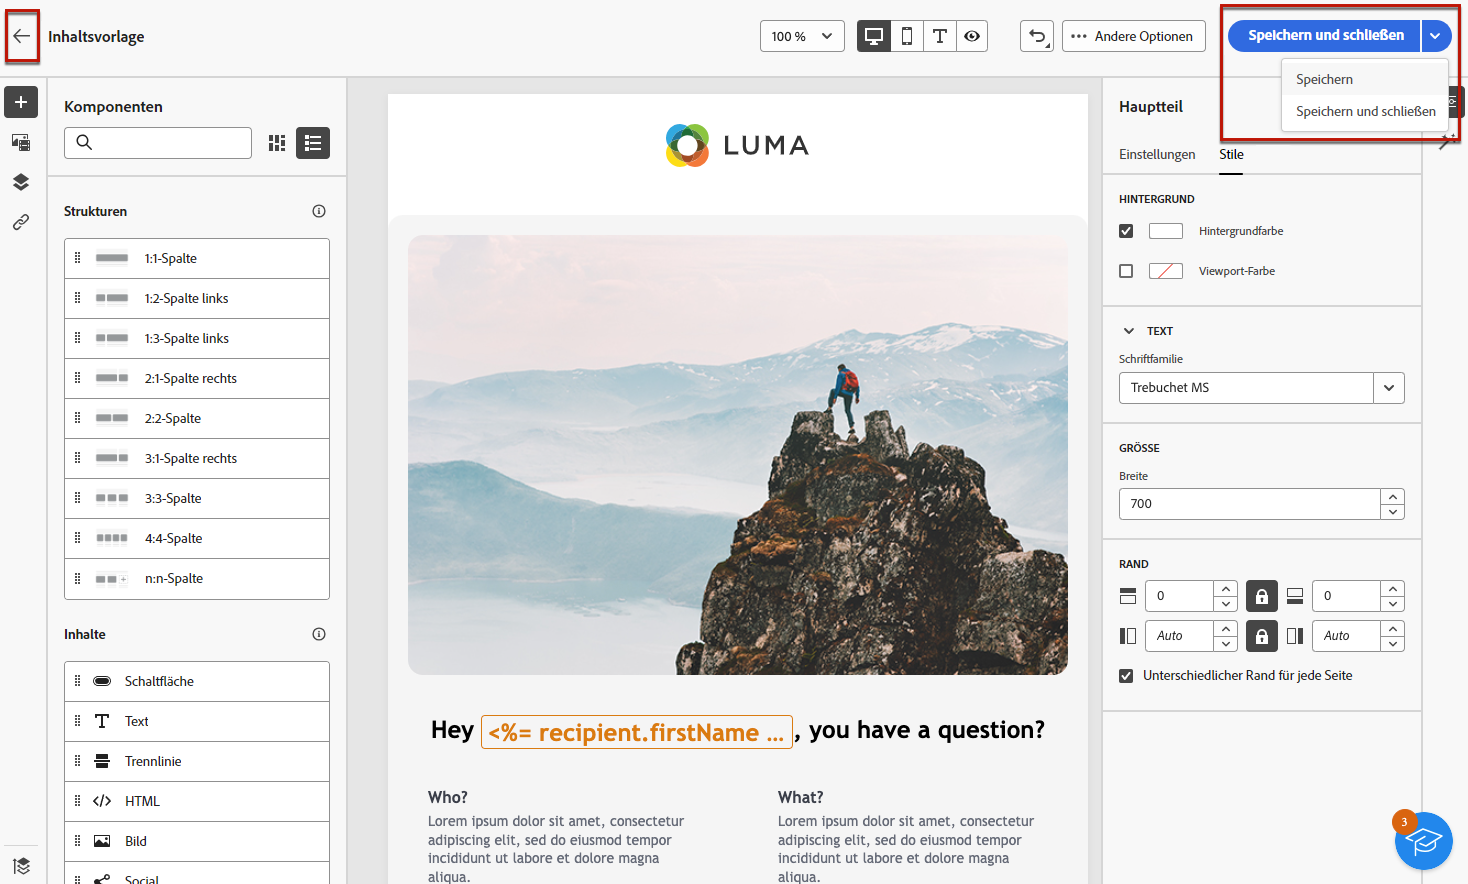 Inhaltsvorlage
100 %
Andere Optionen
Speichern und schließen
Speichern
Speichern und schließen
Komponenten
Strukturen
1:1-Spalte
1:2-Spalte links
1:3-Spalte links
2:1-Spalte rechts
2:2-Spalte
3:1-Spalte rechts
3:3-Spalte
4:4-Spalte
n:n-Spalte
Inhalte
Schaltfläche
Text
Trennlinie
HTML
Bild
Social
LUMA
Hey <%= recipient.firstName ... , you have a question?
Who?
Lorem ipsum dolor sit amet, consectetur
adipiscing elit, sed do eiusmod tempor
incididunt ut labore et dolore magna
aliqua.
What?
Lorem ipsum dolor sit amet, consectetur
adipiscing elit, sed do eiusmod tempor
incididunt ut labore et dolore magna
aliqua.
Hauptteil
Einstellungen
Stile
HINTERGRUND
Hintergrundfarbe
Viewport-Farbe
TEXT
Schriftfamilie
Trebuchet MS
GRÖSSE
Breite
700
RAND
0
0
Auto
Auto
Unterschiedlicher Rand für jede Seite
3